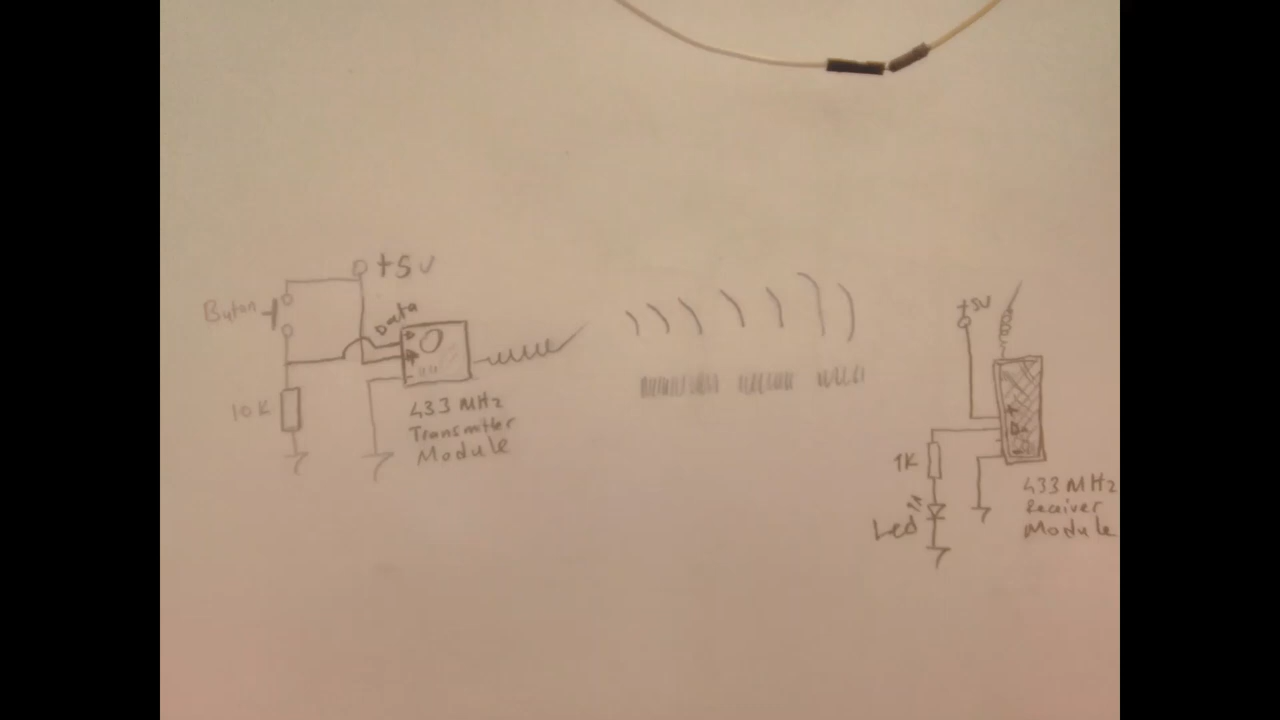 +5V
Buton
Data
10K
433 MHz
Transmitter
Module
+5V
1K
Led
433 MHz
Receiver
Module